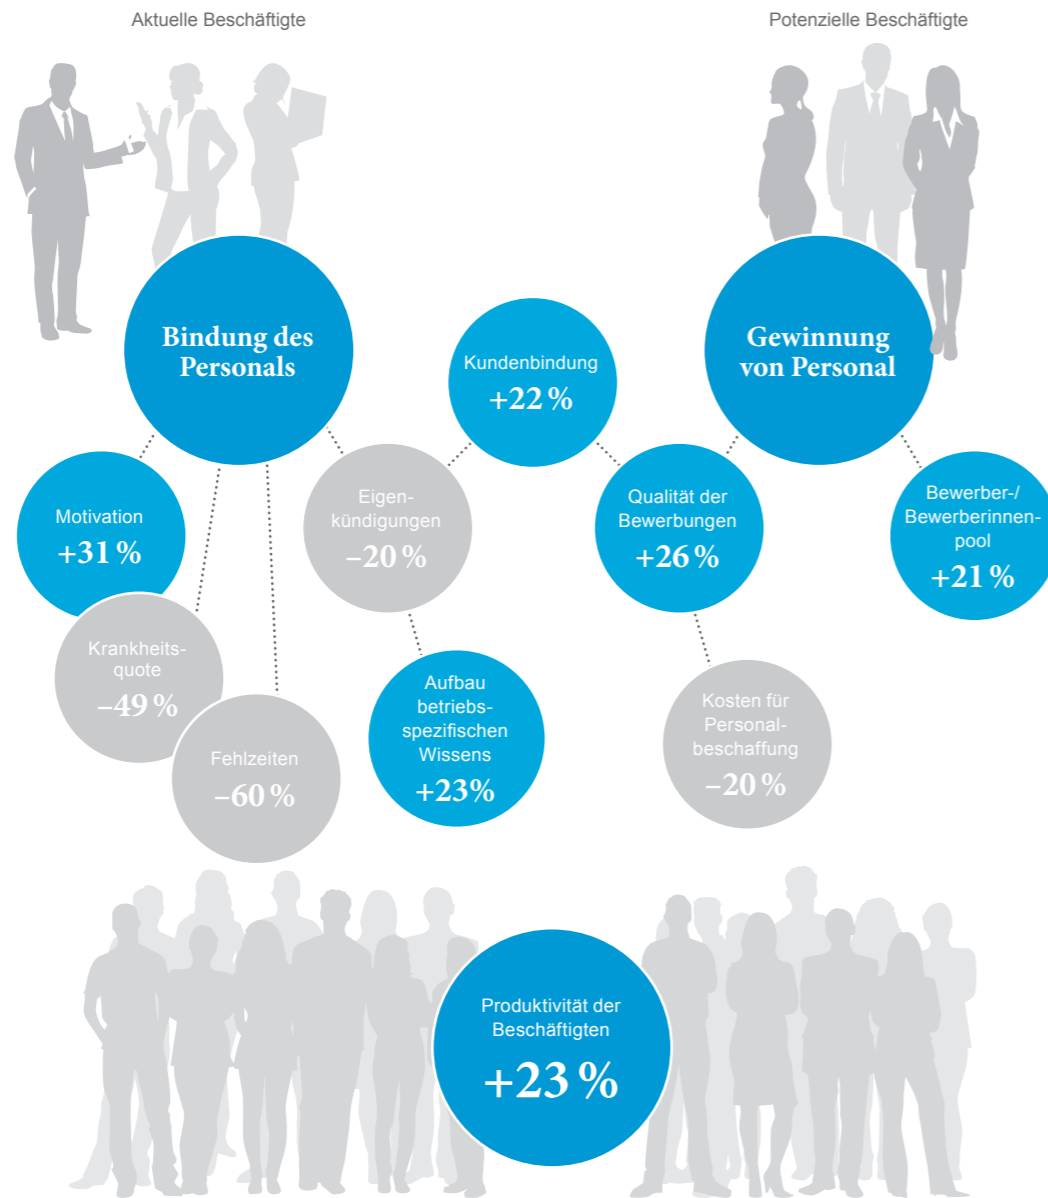 Aktuelle Beschäftigte
Potenzielle Beschäftigte
Bindung des
Personals
Gewinnung
von Personal
Kundenbindung
+22 %
Motivation
+31 %
Eigen-
kündigungen
–20 %
Qualität der
Bewerbungen
+26 %
Bewerber-/
Bewerberinnen-
pool
+21 %
Krankheits-
quote
–49 %
Fehlzeiten
–60 %
Aufbau
betriebs-
spezifischen
Wissens
+23%
Kosten für
Personal-
beschaffung
–20 %
Produktivität der
Beschäftigten
+23 %